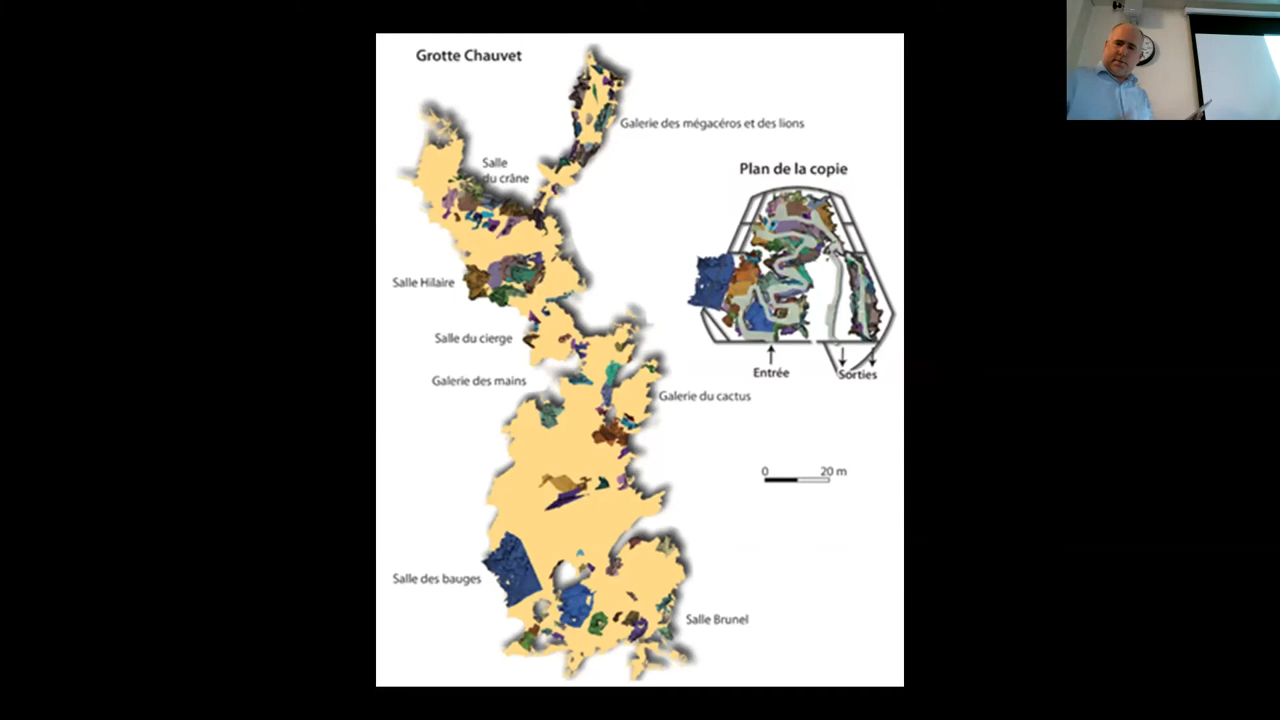 Grotte Chauvet
Galerie des mégacéros et des lions
Salle
du crâne
Plan de la copie
Salle Hilaire
Salle du cierge
Galerie des mains
Entrée
Sorties
Galerie du cactus
0 20 m
Salle des bauges
Salle Brunel